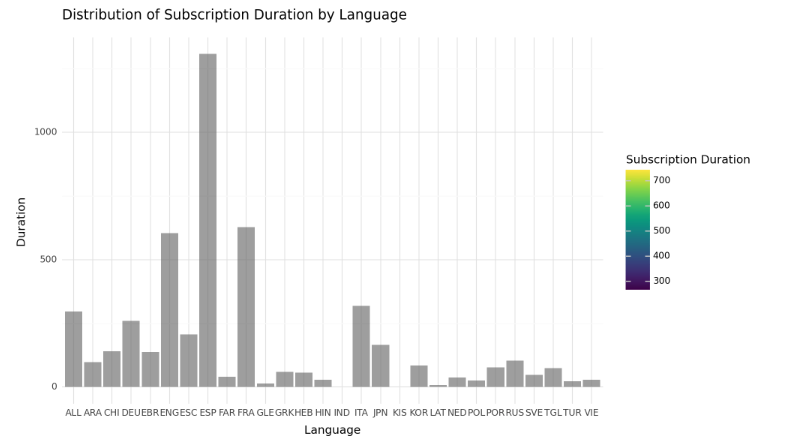 Distribution of Subscription Duration by Language
1000
500
0
Duration
ALL ARA CHI DEU EBR ENG ESC ESP FAR FRA GLE GRK HEB HIN IND ITA JPN KIS KOR LAT NED POL POR RUS SVE TGL TUR VIE
Language
Subscription Duration
700
600
500
400
300